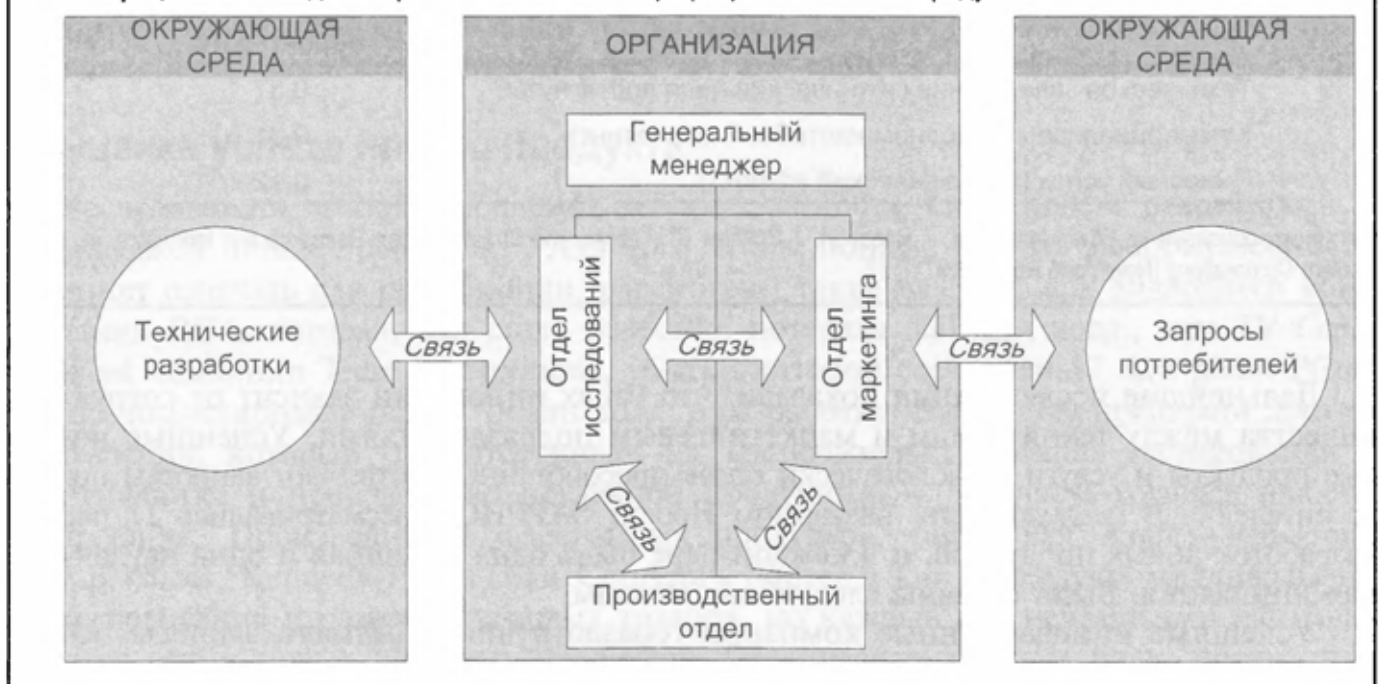 ОКРУЖАЮЩАЯ
СРЕДА
ОРГАНИЗАЦИЯ
ОКРУЖАЮЩАЯ
СРЕДА
Генеральный
менеджер
Технические
разработки
Связь
Отдел
исследований
Связь
Отдел
маркетинга
Связь
Запросы
потребителей
Связь
Связь
Производственный
отдел